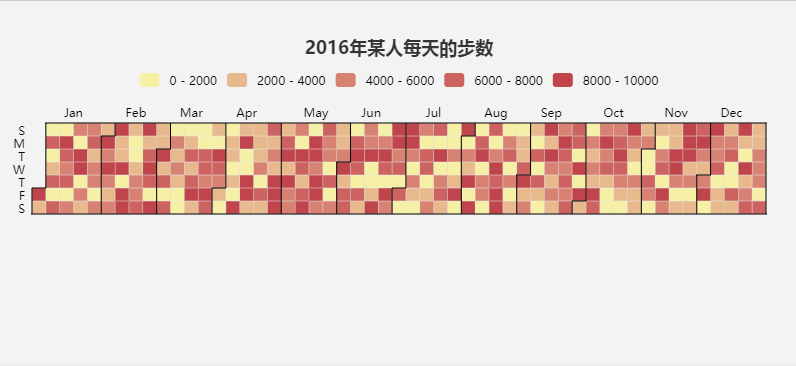 2016年某人每天的步数
0 - 2000 2000 - 4000 4000 - 6000 6000 - 8000 8000 - 10000
Jan Feb Mar Apr May Jun Jul Aug Sep Oct Nov Dec
S
M
T
W
T
F
S